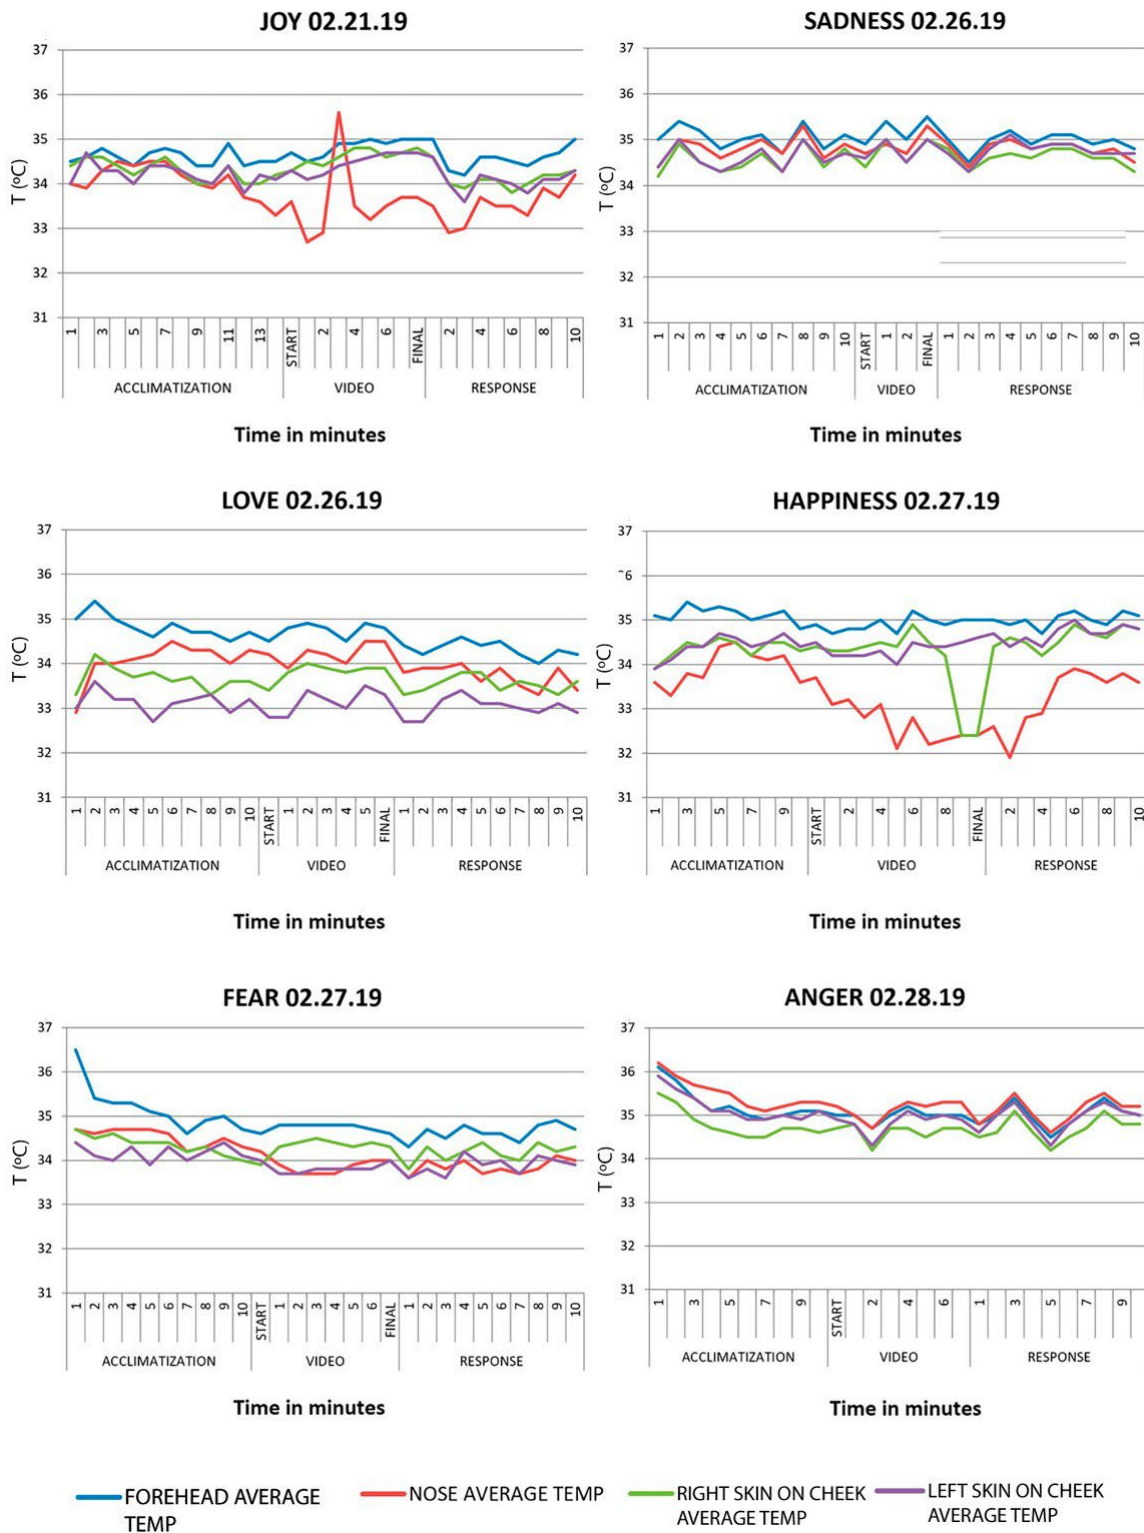 JOY 02.21.19
37
36
35
34
33
32
31
T (ºC)
1 3 5 7 9 11 13 START 2 4 6 FINAL 2 4 6 8 10
ACCLIMATIZATION VIDEO RESPONSE
Time in minutes
SADNESS 02.26.19
37
36
35
34
33
32
31
T (ºC)
1 2 3 4 5 6 7 8 9 10 START 1 2 FINAL 1 2 3 4 5 6 7 8 9 10
ACCLIMATIZATION VIDEO RESPONSE
Time in minutes
LOVE 02.26.19
37
36
35
34
33
32
31
T (ºC)
1 2 3 4 5 6 7 8 9 10 START 1 2 3 4 5 FINAL 1 2 3 4 5 6 7 8 9 10
ACCLIMATIZATION VIDEO RESPONSE
Time in minutes
HAPPINESS 02.27.19
37
6
35
34
33
32
31
T (ºC)
1 3 5 7 9 START 2 4 6 8 FINAL 2 4 6 8 10
ACCLIMATIZATION VIDEO RESPONSE
Time in minutes
FEAR 02.27.19
37
36
35
34
33
32
31
T (ºC)
1 2 3 4 5 6 7 8 9 10 START 1 2 3 4 5 6 FINAL 1 2 3 4 5 6 7 8 9 10
ACCLIMATIZATION VIDEO RESPONSE
Time in minutes
ANGER 02.28.19
37
36
35
34
33
32
31
T (ºC)
1 3 5 7 9 START 2 4 6 1 3 5 7 9
ACCLIMATIZATION VIDEO RESPONSE
Time in minutes
FOREHEAD AVERAGE
TEMP
NOSE AVERAGE TEMP
RIGHT SKIN ON CHEEK
AVERAGE TEMP
LEFT SKIN ON CHEEK
AVERAGE TEMP